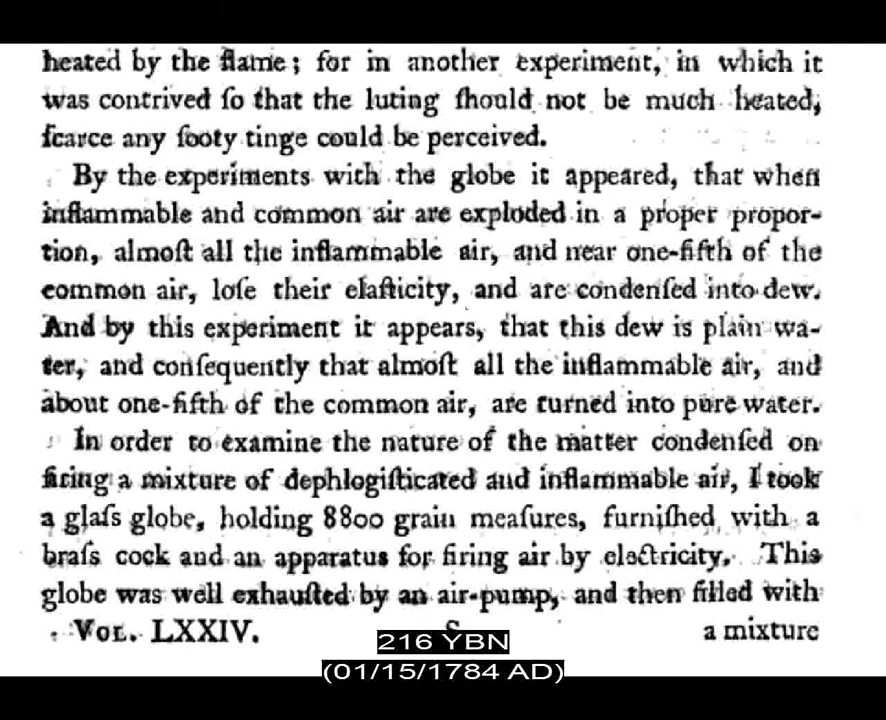 heated by the flame; for in another experiment, in which it
was contrived ſo that the luting ſhould not be much heated,
ſcarce any ſooty tinge could be perceived.
By the experiments with the globe it appeared, that when
inflammable and common air are exploded in a proper propor-
tion, almoſt all the inflammable air, and near one-fifth of the
common air, loſe their elaſticity, and are condenſed into dew.
And by this experiment it appears, that this dew is plain wa-
ter, and conſequently that almoſt all the inflammable air, and
about one-fifth of the common air, are turned into pure water.
In order to examine the nature of the matter condenſed on
firing a mixture of dephlogiſticated and inflammable air, I took
a glaſs globe, holding 8800 grain meaſures, furniſhed with a
braſs cock and an apparatus for firing air by electricity. This
globe was well exhauſted by an air-pump, and then filled with
Vol. LXXIV. S a mixture
216 YBN
(01/15/1784 AD)